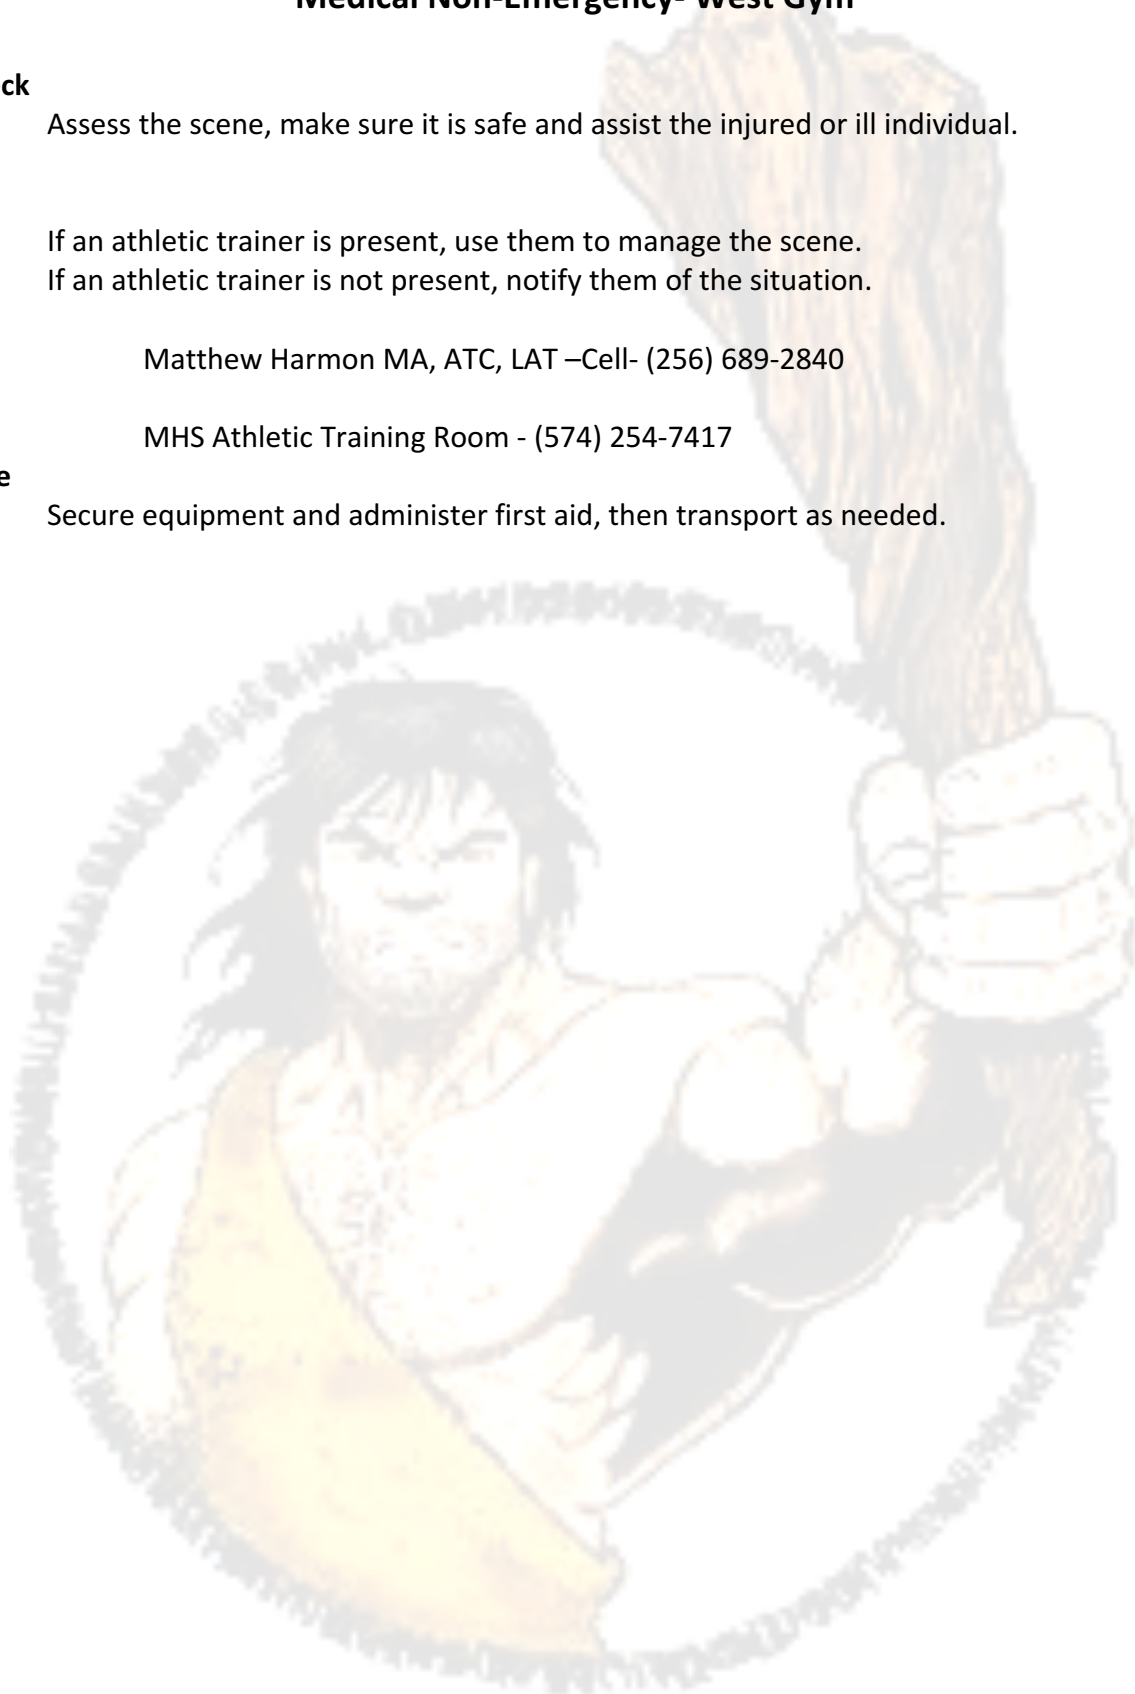 Medical Non-Emergency- West Gym
ck
Assess the scene, make sure it is safe and assist the injured or ill individual.
If an athletic trainer is present, use them to manage the scene.
If an athletic trainer is not present, notify them of the situation.
Matthew Harmon MA, ATC, LAT –Cell- (256) 689-2840
MHS Athletic Training Room - (574) 254-7417
e
Secure equipment and administer first aid, then transport as needed.